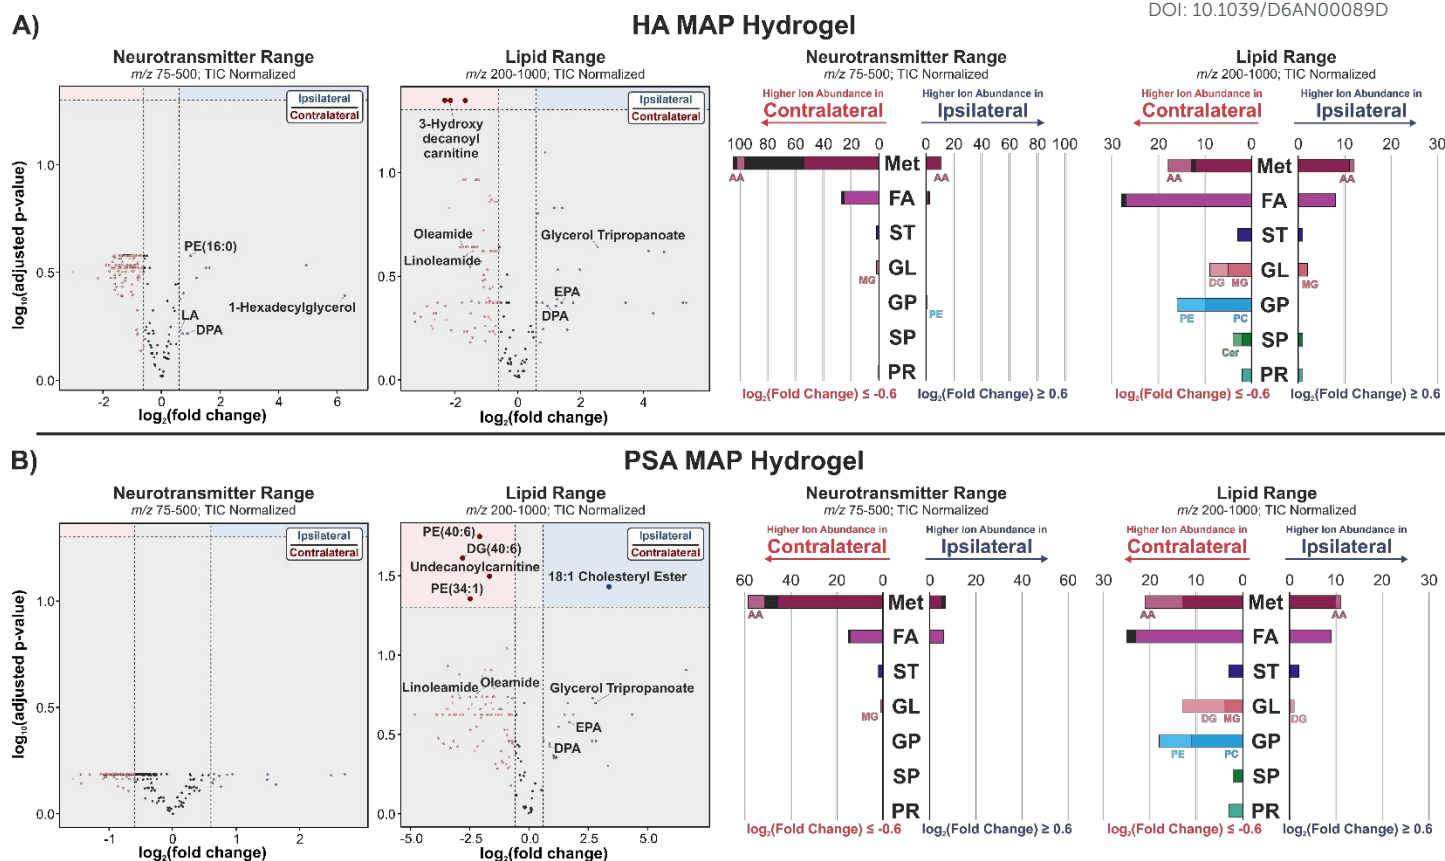 DOI: 10.1039/D6AN00089D
A)
HA MAP Hydrogel
Neurotransmitter Range
m/z 75-500; TIC Normalized
Ipsilateral
Contralateral
PE(16:0)
1-Hexadecylglycerol
LA
DPA
log₁₀(adjusted p-value)
1.0
0.5
0.0
-2
0
2
4
6
log₂(fold change)
Lipid Range
m/z 200-1000; TIC Normalized
Ipsilateral
Contralateral
3-Hydroxy
decanoyl
carnitine
Oleamide
Linoleamide
Glycerol Tripropanoate
EPA
DPA
1.0
0.5
0.0
-2
0
2
4
log₂(fold change)
Neurotransmitter Range
m/z 75-500; TIC Normalized
Higher Ion Abundance in
Contralateral
Higher Ion Abundance in
Ipsilateral
100 80 60 40 20 0
0 20 40 60 80 100
Met
AA
AA
FA
ST
GL
MG
GP
PE
SP
PR
log₂(Fold Change) ≤ -0.6
log₂(Fold Change) ≥ 0.6
Lipid Range
m/z 200-1000; TIC Normalized
Higher Ion Abundance in
Contralateral
Higher Ion Abundance in
Ipsilateral
30 20 10 0
0 10 20 30
Met
AA
AA
FA
ST
GL
DG MG
MG
GP
PE PC
SP
Cer
PR
log₂(Fold Change) ≤ -0.6
log₂(Fold Change) ≥ 0.6
B)
PSA MAP Hydrogel
Neurotransmitter Range
m/z 75-500; TIC Normalized
Ipsilateral
Contralateral
log₁₀(adjusted p-value)
1.0
0.5
0.0
-1
0
1
2
log₂(fold change)
Lipid Range
m/z 200-1000; TIC Normalized
Ipsilateral
Contralateral
PE(40:6)
DG(40:6)
Undecanoylcarnitine
18:1 Cholesteryl Ester
PE(34:1)
Linoleamide
Oleamide
Glycerol Tripropanoate
EPA
DPA
1.5
1.0
0.5
0.0
-5.0
-2.5
0.0
2.5
5.0
log₂(fold change)
Neurotransmitter Range
m/z 75-500; TIC Normalized
Higher Ion Abundance in
Contralateral
Higher Ion Abundance in
Ipsilateral
60 40 20 0
0 20 40 60
Met
AA
FA
ST
GL
MG
GP
SP
PR
log₂(Fold Change) ≤ -0.6
log₂(Fold Change) ≥ 0.6
Lipid Range
m/z 200-1000; TIC Normalized
Higher Ion Abundance in
Contralateral
Higher Ion Abundance in
Ipsilateral
30 20 10 0
0 10 20 30
Met
AA
AA
FA
ST
GL
DG MG
DG
GP
PE PC
SP
PR
log₂(Fold Change) ≤ -0.6
log₂(Fold Change) ≥ 0.6